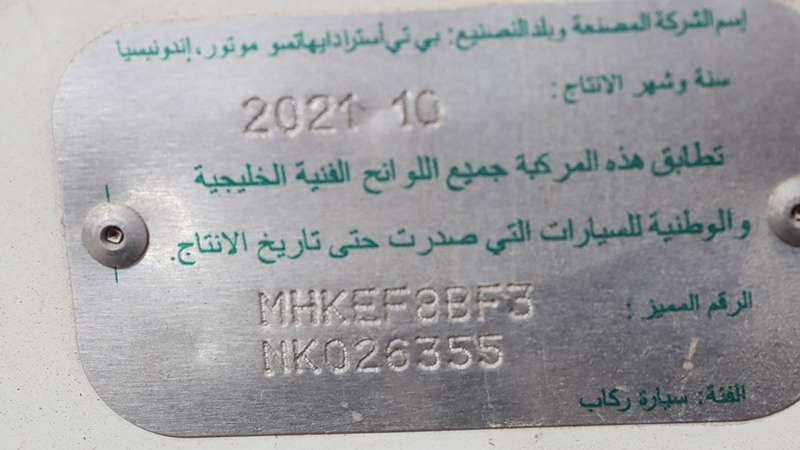 إسم الشركة المصنعة وبلد التصنيع: بي تي أسترا دايهاتسو موتور، إندونيسيا
سنة وشهر الانتاج :
2021 10
تطابق هذه المركبة جميع اللوائح الفنية الخليجية
والوطنية للسيارات التي صدرت حتى تاريخ الانتاج.
الرقم المميز :
MHKEF8BF3
NK026355
الفئة: سيارة ركاب